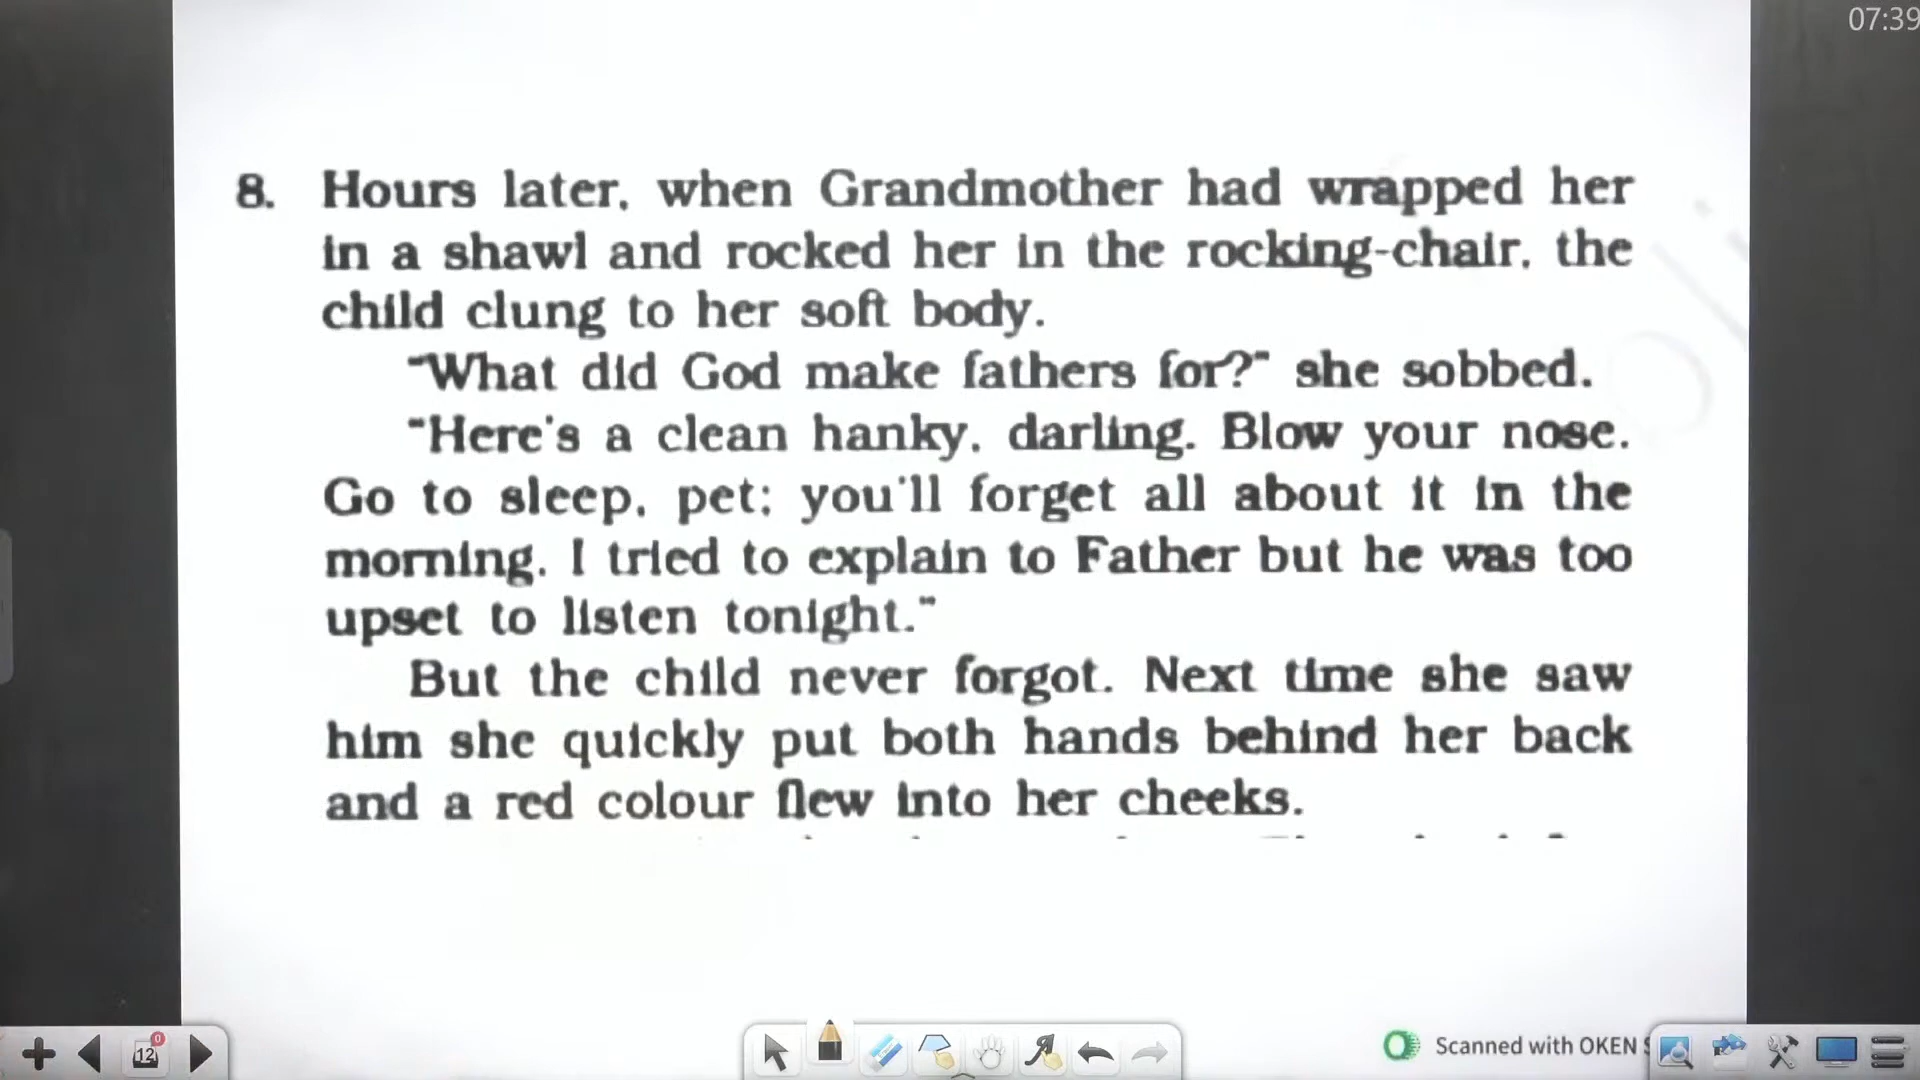 07:39
8. Hours later, when Grandmother had wrapped her
in a shawl and rocked her in the rocking-chair, the
child clung to her soft body.
"What did God make fathers for?" she sobbed.
"Here's a clean hanky, darling. Blow your nose.
Go to sleep, pet; you'll forget all about it in the
morning. I tried to explain to Father but he was too
upset to listen tonight."
But the child never forgot. Next time she saw
him she quickly put both hands behind her back
and a red colour flew into her cheeks.
0
12
Scanned with OKEN